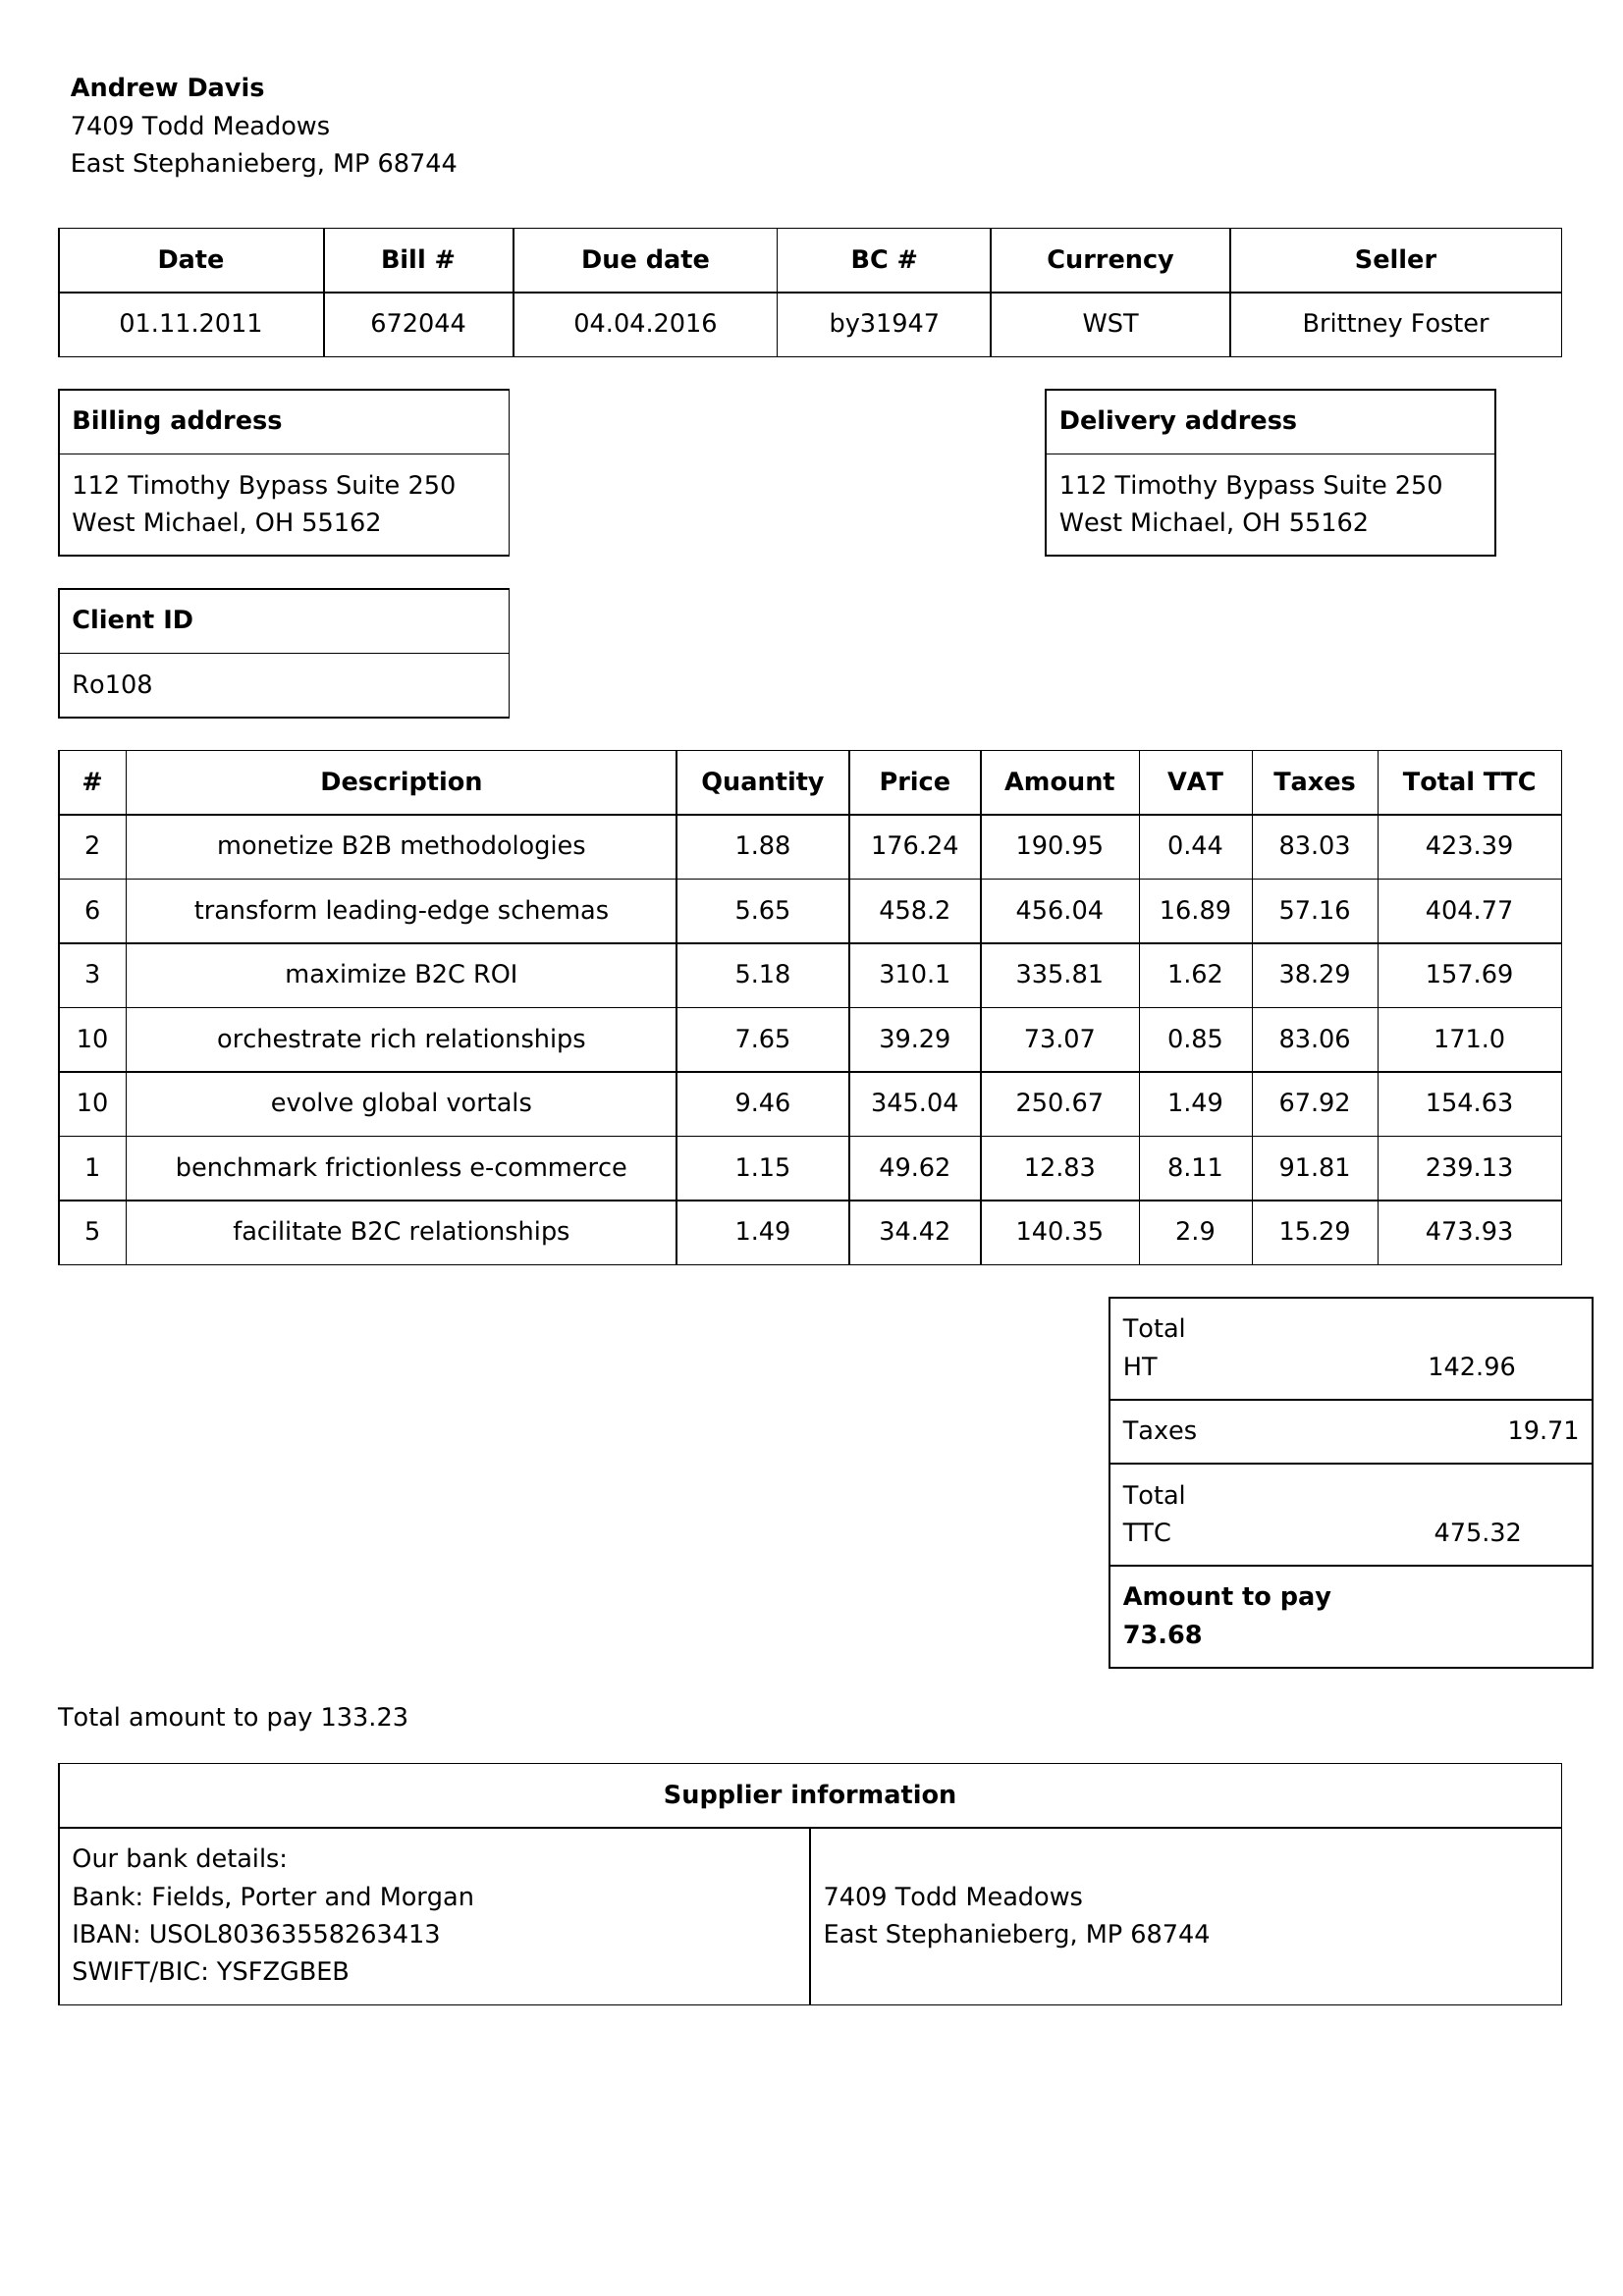 Andrew Davis
7409 Todd Meadows
East Stephanieberg, MP 68744
Date Bill # Due date BC # Currency Seller
01.11.2011 672044 04.04.2016 by31947 WST Brittney Foster
Billing address Delivery address
112 Timothy Bypass Suite 250 112 Timothy Bypass Suite 250
West Michael, OH 55162 West Michael, OH 55162
Client ID
Ro108
# Description Quantity Price Amount VAT Taxes Total TTC
2 monetize B2B methodologies 1.88 176.24 190.95 0.44 83.03 423.39
6 transform leading-edge schemas 5.65 458.2 456.04 16.89 57.16 404.77
3 maximize B2C ROI 5.18 310.1 335.81 1.62 38.29 157.69
10 orchestrate rich relationships 7.65 39.29 73.07 0.85 83.06 171.0
10 evolve global vortals 9.46 345.04 250.67 1.49 67.92 154.63
1 benchmark frictionless e-commerce 1.15 49.62 12.83 8.11 91.81 239.13
5 facilitate B2C relationships 1.49 34.42 140.35 2.9 15.29 473.93
Total
HT 142.96
Taxes 19.71
Total
TTC 475.32
Amount to pay
73.68
Total amount to pay 133.23
Supplier information
Our bank details:
Bank: Fields, Porter and Morgan 7409 Todd Meadows
IBAN: USOL80363558263413 East Stephanieberg, MP 68744
SWIFT/BIC: YSFZGBEB